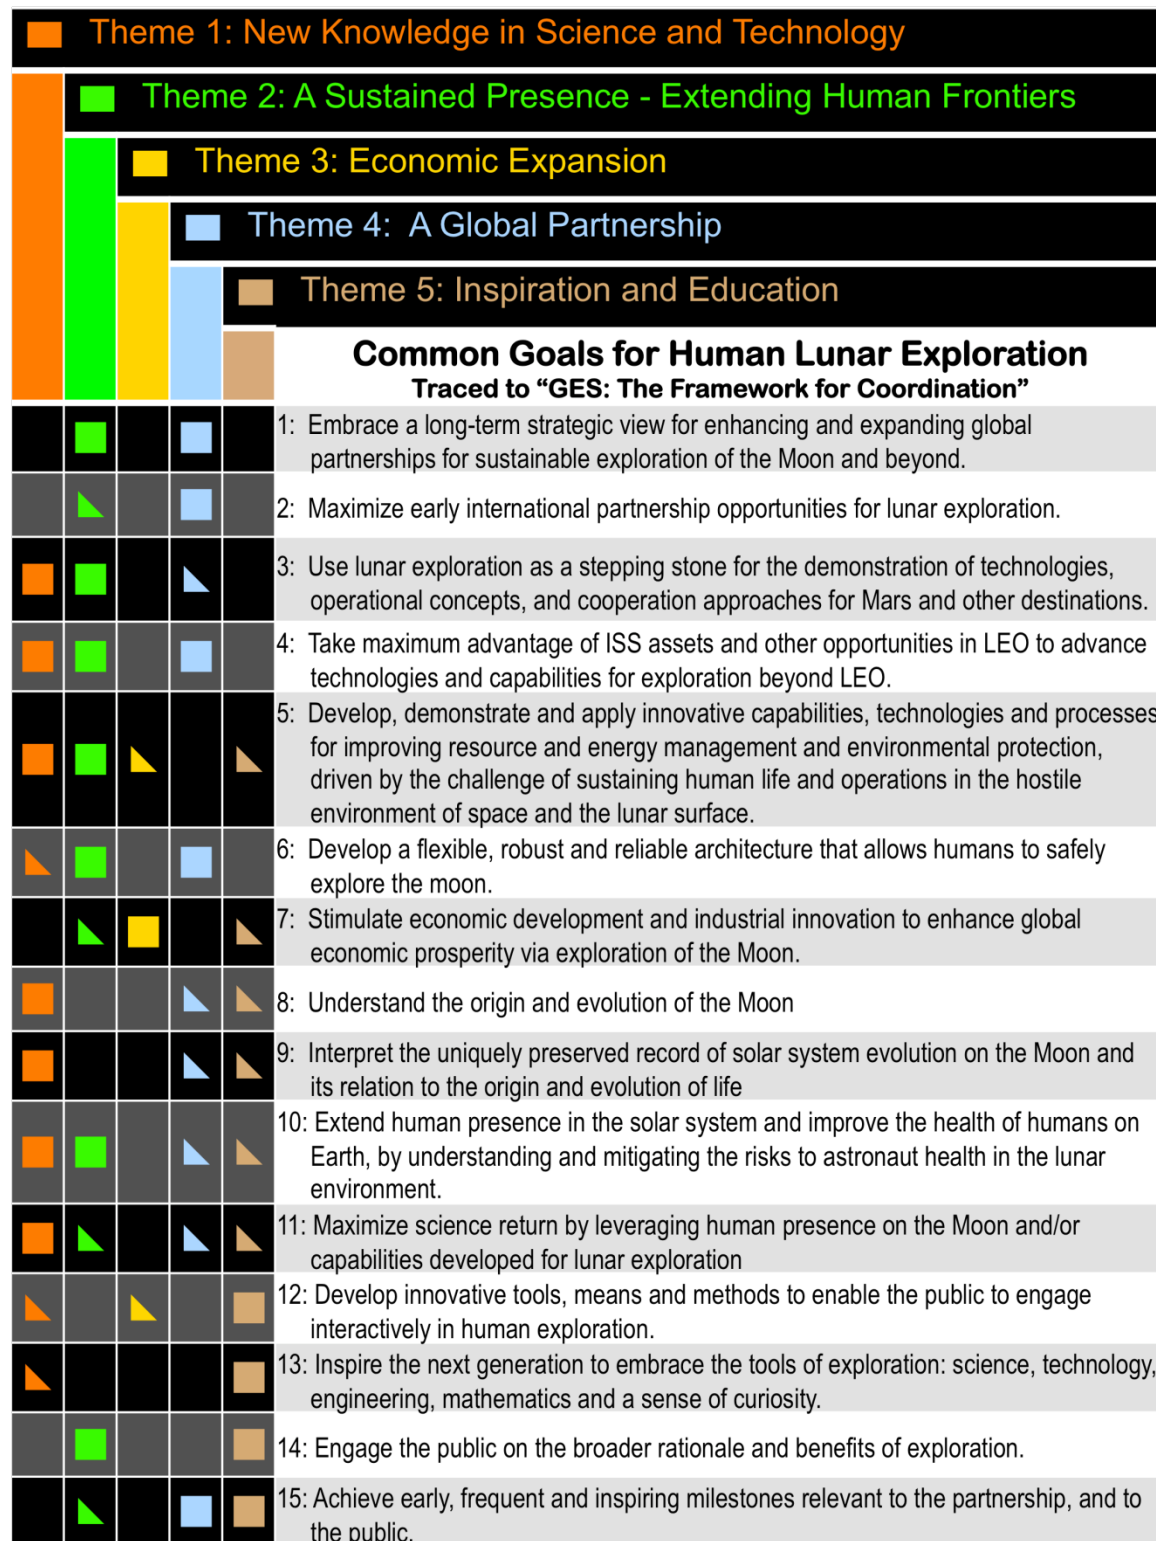 Theme 1: New Knowledge in Science and Technology
Theme 2: A Sustained Presence - Extending Human Frontiers
Theme 3: Economic Expansion
Theme 4:  A Global Partnership
Theme 5: Inspiration and Education
Common Goals for Human Lunar Exploration
Traced to “GES: The Framework for Coordination”
1:  Embrace a long-term strategic view for enhancing and expanding global
partnerships for sustainable exploration of the Moon and beyond.
2:  Maximize early international partnership opportunities for lunar exploration.
3:  Use lunar exploration as a stepping stone for the demonstration of technologies,
operational concepts, and cooperation approaches for Mars and other destinations.
4:  Take maximum advantage of ISS assets and other opportunities in LEO to advance
technologies and capabilities for exploration beyond LEO.
5:  Develop, demonstrate and apply innovative capabilities, technologies and processes
for improving resource and energy management and environmental protection,
driven by the challenge of sustaining human life and operations in the hostile
environment of space and the lunar surface.
6:  Develop a flexible, robust and reliable architecture that allows humans to safely
explore the moon.
7:  Stimulate economic development and industrial innovation to enhance global
economic prosperity via exploration of the Moon.
8:  Understand the origin and evolution of the Moon
9:  Interpret the uniquely preserved record of solar system evolution on the Moon and
its relation to the origin and evolution of life
10: Extend human presence in the solar system and improve the health of humans on
Earth, by understanding and mitigating the risks to astronaut health in the lunar
environment.
11: Maximize science return by leveraging human presence on the Moon and/or
capabilities developed for lunar exploration
12: Develop innovative tools, means and methods to enable the public to engage
interactively in human exploration.
13: Inspire the next generation to embrace the tools of exploration: science, technology,
engineering, mathematics and a sense of curiosity.
14: Engage the public on the broader rationale and benefits of exploration.
15: Achieve early, frequent and inspiring milestones relevant to the partnership, and to
the public.